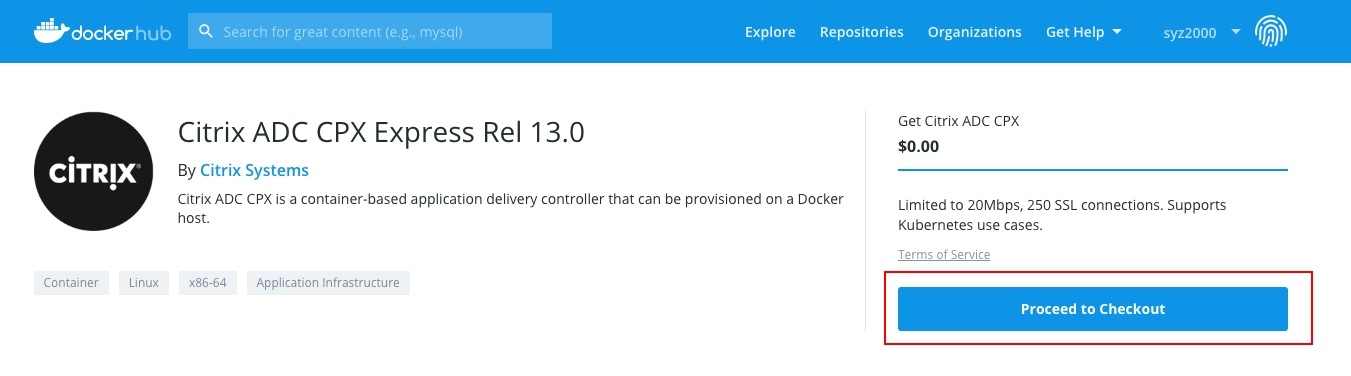 dockerhub
Search for great content (e.g., mysql)
Explore
Repositories
Organizations
Get Help
syz2000
CiTRIX®
Citrix ADC CPX Express Rel 13.0
By Citrix Systems
Citrix ADC CPX is a container-based application delivery controller that can be provisioned on a Docker
host.
Container
Linux
x86-64
Application Infrastructure
Get Citrix ADC CPX
$0.00
Limited to 20Mbps, 250 SSL connections. Supports
Kubernetes use cases.
Terms of Service
Proceed to Checkout